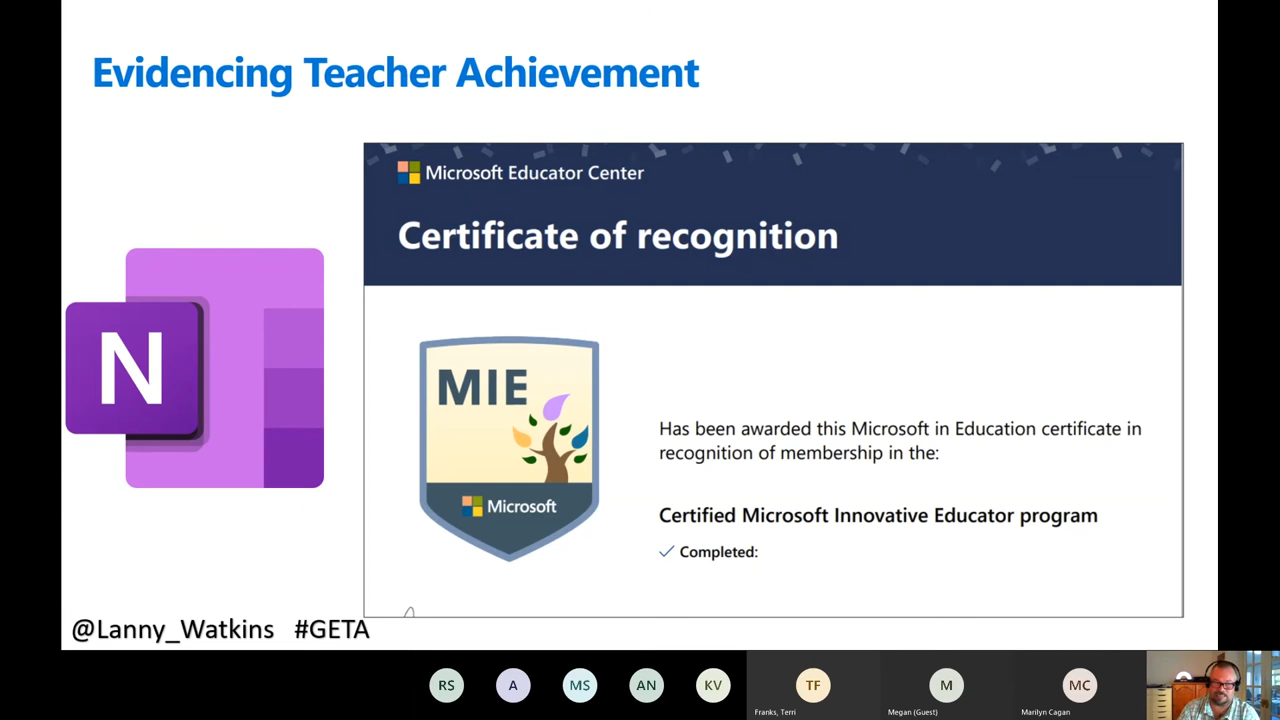 Evidencing Teacher Achievement
Microsoft Educator Center
Certificate of recognition
N
MIE
Microsoft
Has been awarded this Microsoft in Education certificate in
recognition of membership in the:
Certified Microsoft Innovative Educator program
Completed:
@Lanny_Watkins #GETA
RS A MS AN KV TF M MC
Franks, Terri Megan (Guest) Marilyn Cagan